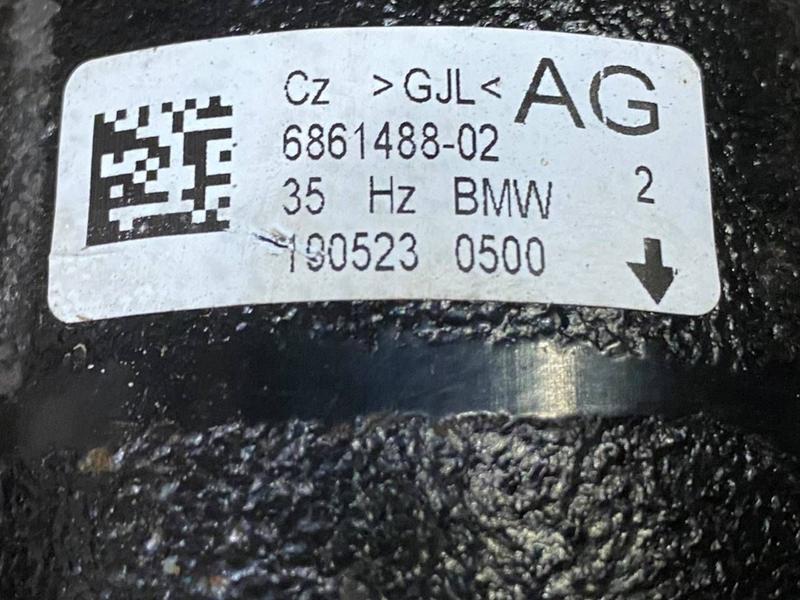 Cz >GJL< AG
6861488-02
35 Hz BMW 2
190523 0500